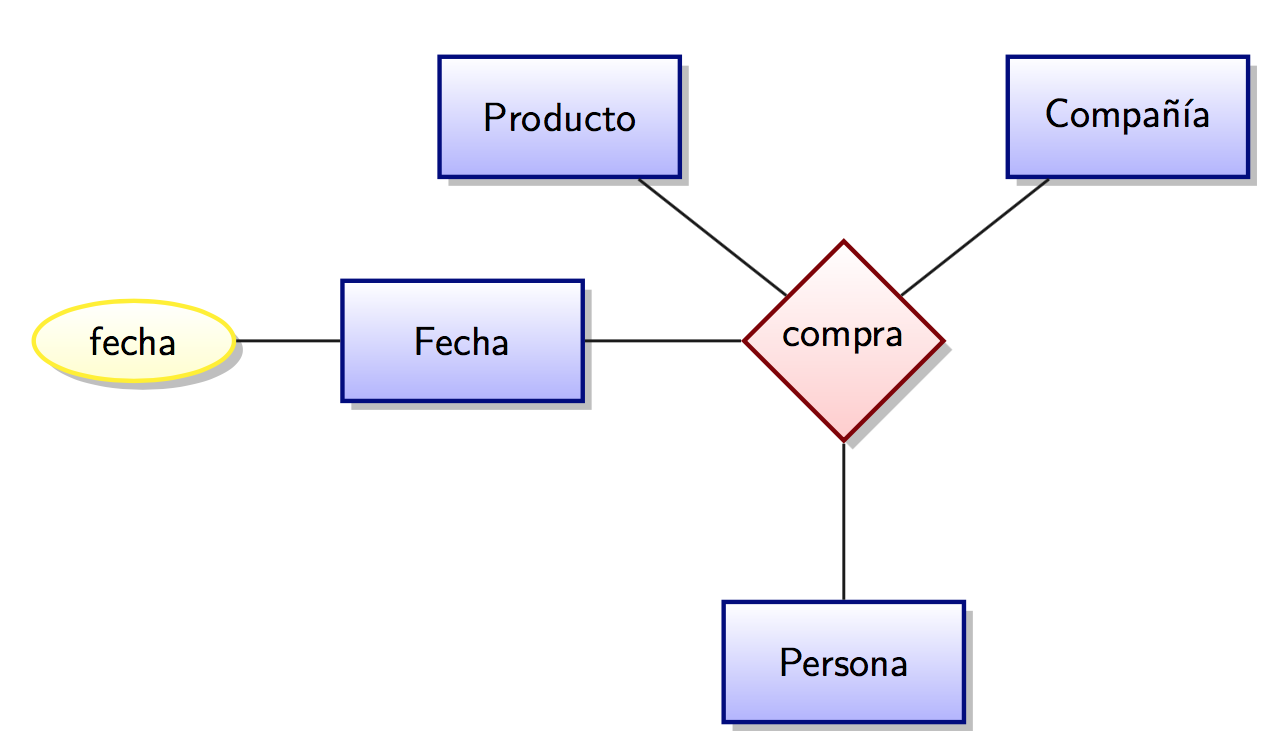 Producto
Compañía
fecha
Fecha
compra
Persona